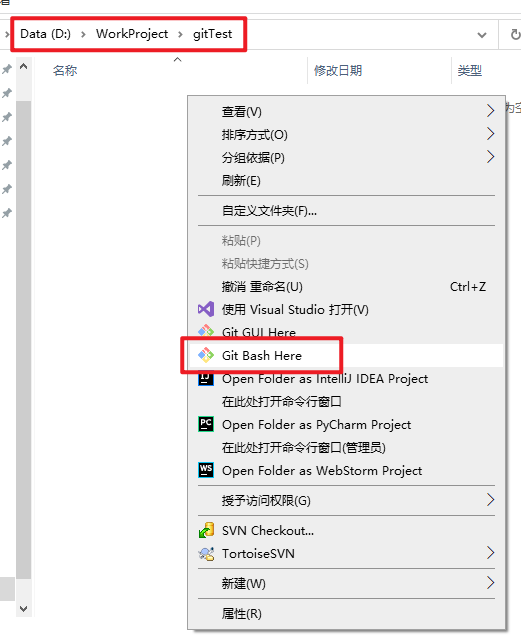 Data (D:) › WorkProject › gitTest
名称 修改日期 类型
查看(V)
为空
排序方式(O)
分组依据(P)
刷新(E)
自定义文件夹(F)...
粘贴(P)
粘贴快捷方式(S)
撤消 重命名(U) Ctrl+Z
使用 Visual Studio 打开(V)
Git GUI Here
Git Bash Here
Open Folder as IntelliJ IDEA Project
在此处打开命令行窗口
PC Open Folder as PyCharm Project
在此处打开命令行窗口(管理员)
WS Open Folder as WebStorm Project
授予访问权限(G)
SVN Checkout...
TortoiseSVN
新建(W)
属性(R)